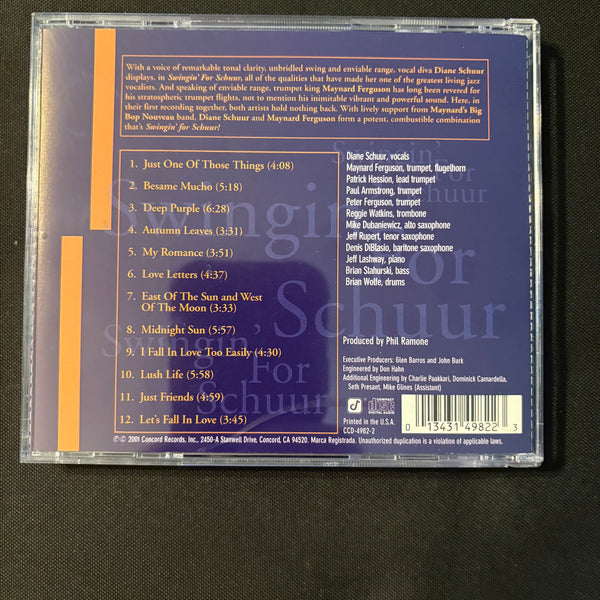 With a voice of remarkable tonal clarity, unbridled swing and enviable range, vocal diva Diane Schuur
displays, in Swingin' For Schuur, all of the qualities that have made her one of the greatest living jazz
vocalists. And speaking of enviable range, trumpet king Maynard Ferguson has long been revered for
his stratospheric trumpet flights, not to mention his inimitable vibrant and powerful sound. Here, in
their first recording together, both artists hold nothing back. With lively support from Maynard's Big
Bop Nouveau band, Diane Schuur and Maynard Ferguson form a potent, combustible combination
that's Swingin' for Schuur!
Swingin'
For
Schuur
Swingin'
For
Schuur
Swingin'
For
Schuur
1. Just One Of Those Things (4:08)
2. Besame Mucho (5:18)
3. Deep Purple (6:28)
4. Autumn Leaves (3:31)
5. My Romance (3:51)
6. Love Letters (4:37)
7. East Of The Sun and West
Of The Moon (3:33)
8. Midnight Sun (5:57)
9. I Fall In Love Too Easily (4:30)
10. Lush Life (5:58)
11. Just Friends (4:59)
12. Let's Fall In Love (3:45)
Diane Schuur, vocals
Maynard Ferguson, trumpet, flugelhorn
Patrick Hession, lead trumpet
Paul Armstrong, trumpet
Peter Ferguson, trumpet
Reggie Watkins, trombone
Mike Dubaniewicz, alto saxophone
Jeff Rupert, tenor saxophone
Denis DiBlasio, baritone saxophone
Jeff Lashway, piano
Brian Stahurski, bass
Brian Wolfe, drums
Produced by Phil Ramone
Executive Producers: Glen Barros and John Burk
Engineered by Don Hahn
Additional Engineering by Charlie Paakkari, Dominick Camardella,
Seth Presant, Mike Glines (Assistant)
COMPACT
disc
DIGITAL AUDIO
Printed in the U.S.A.
CCD-4982-2
0 13431 49822 3
℗© 2001 Concord Records, Inc., 2450-A Stanwell Drive, Concord, CA 94520. Marca Registrada. Unauthorized duplication is a violation of applicable laws.